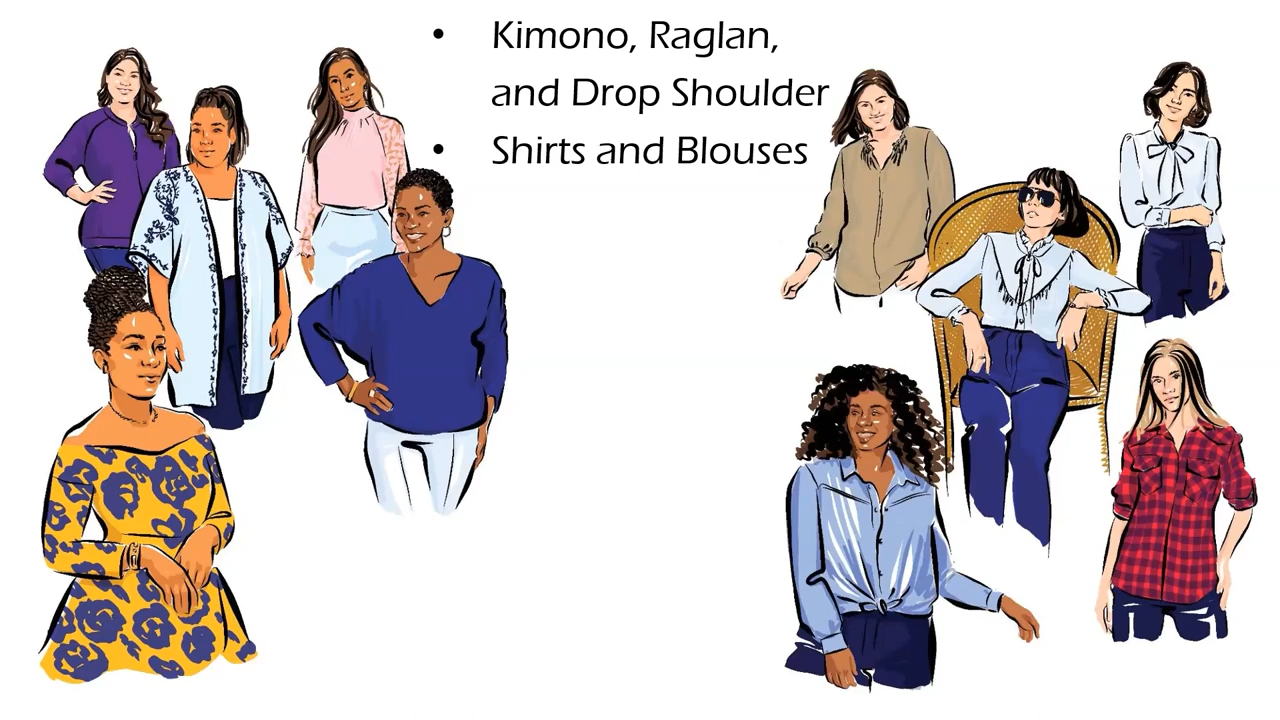 • Kimono, Raglan,
and Drop Shoulder
• Shirts and Blouses